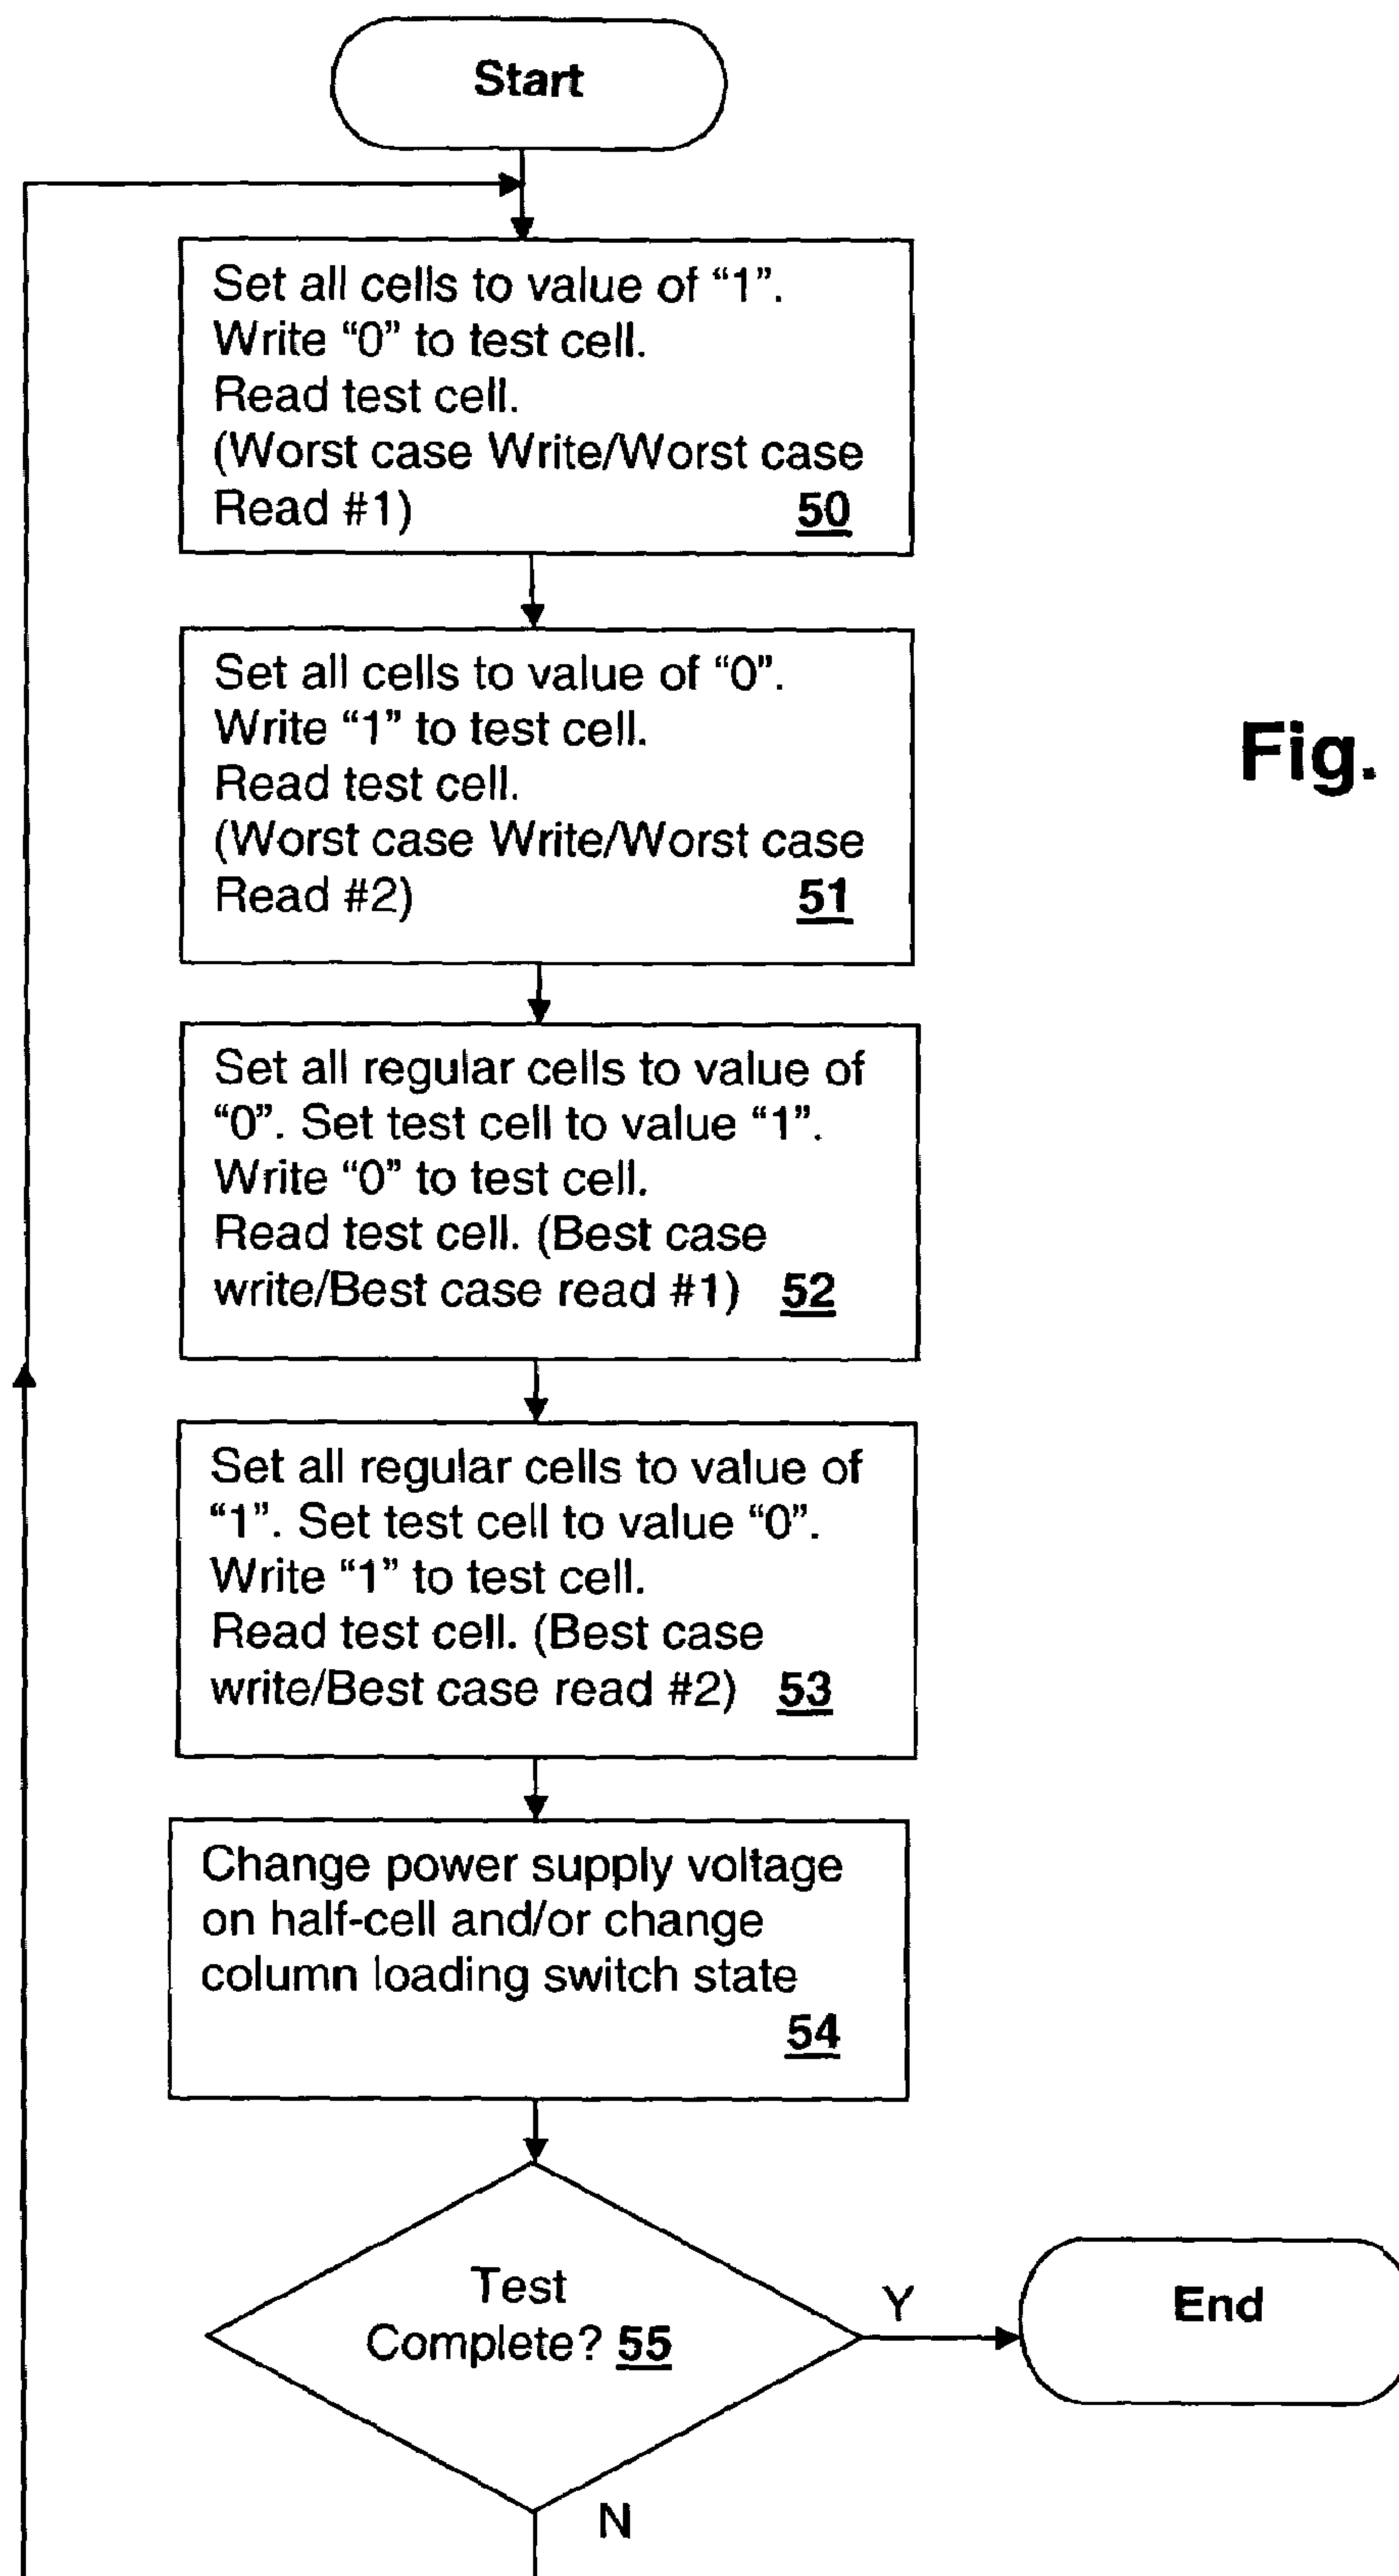 Start
Set all cells to value of “1”.
Write “0” to test cell.
Read test cell.
(Worst case Write/Worst case
Read #1) 50
Set all cells to value of “0”.
Write “1” to test cell.
Read test cell.
(Worst case Write/Worst case
Read #2) 51
Fig.
Set all regular cells to value of
“0”. Set test cell to value “1”.
Write “0” to test cell.
Read test cell. (Best case
write/Best case read #1) 52
Set all regular cells to value of
“1”. Set test cell to value “0”.
Write “1” to test cell.
Read test cell. (Best case
write/Best case read #2) 53
Change power supply voltage
on half-cell and/or change
column loading switch state
54
Test
Complete? 55
Y
End
N